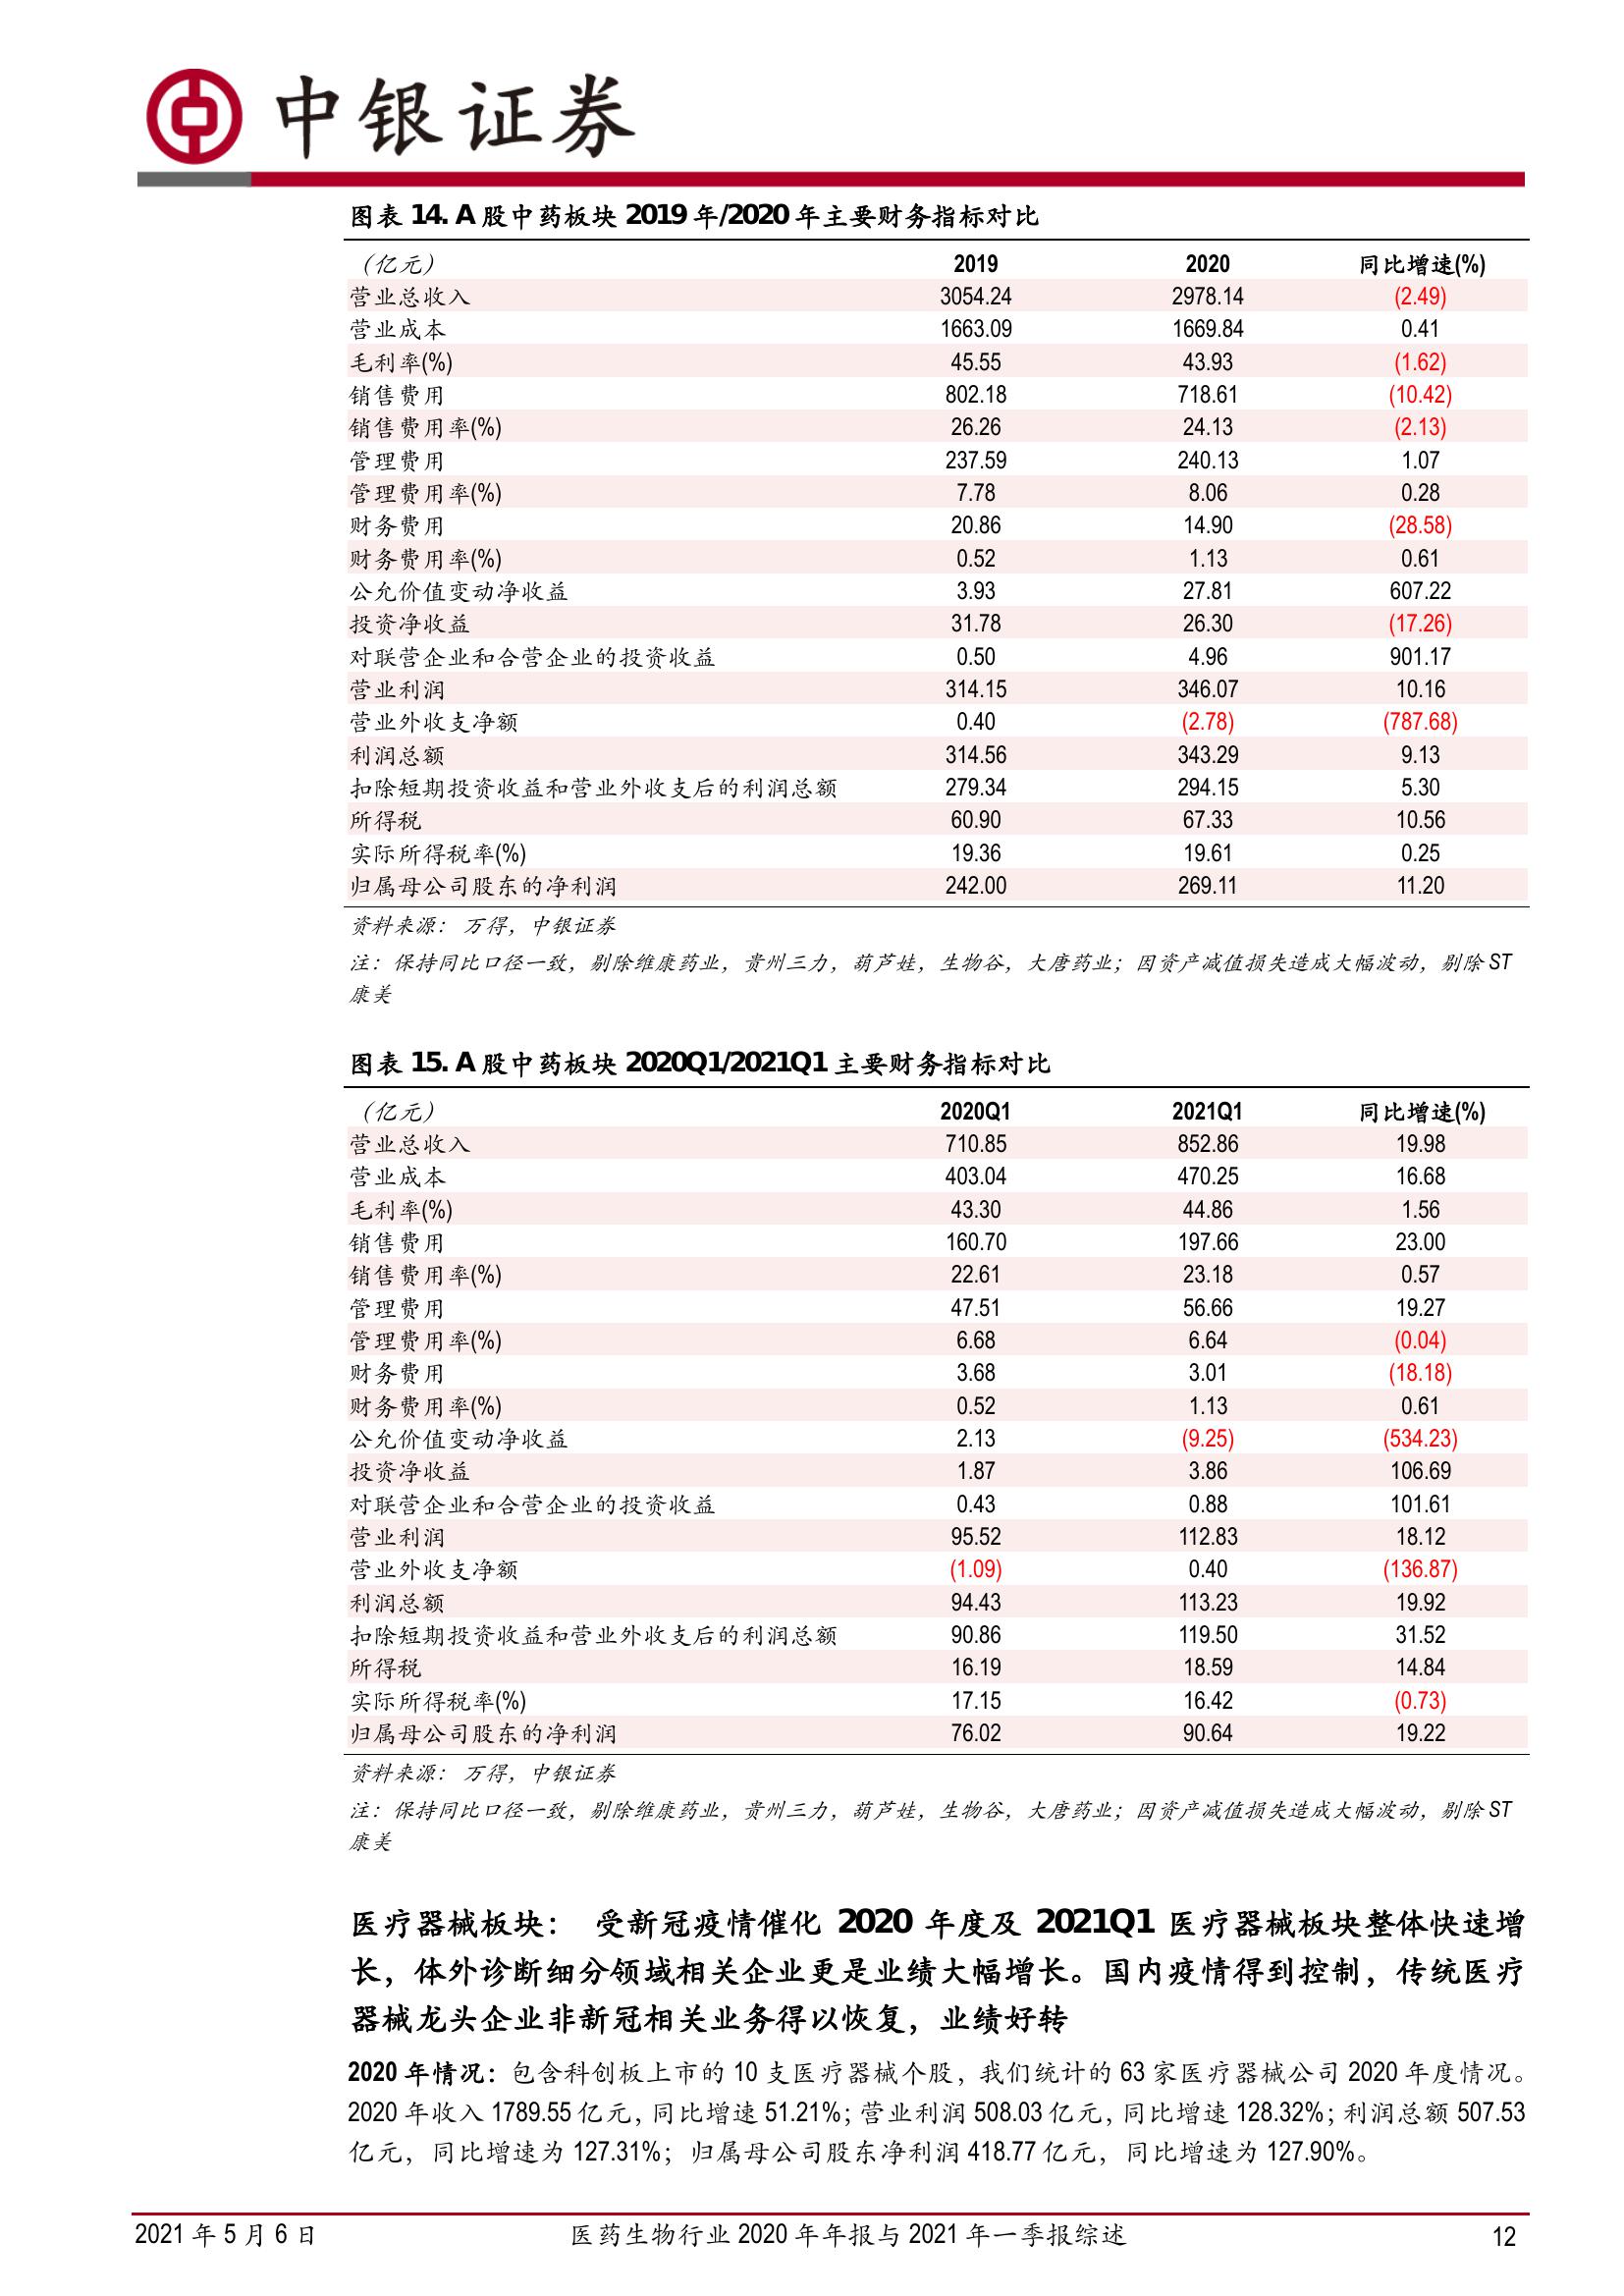 中银证券
图表 14. A 股中药板块 2019 年/2020 年主要财务指标对比
（亿元） 2019 2020 同比增速(%)
营业总收入 3054.24 2978.14 (2.49)
营业成本 1663.09 1669.84 0.41
毛利率(%) 45.55 43.93 (1.62)
销售费用 802.18 718.61 (10.42)
销售费用率(%) 26.26 24.13 (2.13)
管理费用 237.59 240.13 1.07
管理费用率(%) 7.78 8.06 0.28
财务费用 20.86 14.90 (28.58)
财务费用率(%) 0.52 1.13 0.61
公允价值变动净收益 3.93 27.81 607.22
投资净收益 31.78 26.30 (17.26)
对联营企业和合营企业的投资收益 0.50 4.96 901.17
营业利润 314.15 346.07 10.16
营业外收支净额 0.40 (2.78) (787.68)
利润总额 314.56 343.29 9.13
扣除短期投资收益和营业外收支后的利润总额 279.34 294.15 5.30
所得税 60.90 67.33 10.56
实际所得税率(%) 19.36 19.61 0.25
归属母公司股东的净利润 242.00 269.11 11.20
资料来源： 万得，中银证券
注：保持同比口径一致，剔除维康药业，贵州三力，葫芦娃，生物谷，大唐药业；因资产减值损失造成大幅波动，剔除 ST
康美
图表 15. A 股中药板块 2020Q1/2021Q1 主要财务指标对比
（亿元） 2020Q1 2021Q1 同比增速(%)
营业总收入 710.85 852.86 19.98
营业成本 403.04 470.25 16.68
毛利率(%) 43.30 44.86 1.56
销售费用 160.70 197.66 23.00
销售费用率(%) 22.61 23.18 0.57
管理费用 47.51 56.66 19.27
管理费用率(%) 6.68 6.64 (0.04)
财务费用 3.68 3.01 (18.18)
财务费用率(%) 0.52 1.13 0.61
公允价值变动净收益 2.13 (9.25) (534.23)
投资净收益 1.87 3.86 106.69
对联营企业和合营企业的投资收益 0.43 0.88 101.61
营业利润 95.52 112.83 18.12
营业外收支净额 (1.09) 0.40 (136.87)
利润总额 94.43 113.23 19.92
扣除短期投资收益和营业外收支后的利润总额 90.86 119.50 31.52
所得税 16.19 18.59 14.84
实际所得税率(%) 17.15 16.42 (0.73)
归属母公司股东的净利润 76.02 90.64 19.22
资料来源： 万得，中银证券
注：保持同比口径一致，剔除维康药业，贵州三力，葫芦娃，生物谷，大唐药业；因资产减值损失造成大幅波动，剔除 ST
康美
医疗器械板块： 受新冠疫情催化 2020 年度及 2021Q1 医疗器械板块整体快速增
长，体外诊断细分领域相关企业更是业绩大幅增长。国内疫情得到控制，传统医疗
器械龙头企业非新冠相关业务得以恢复，业绩好转
2020 年情况：包含科创板上市的 10 支医疗器械个股，我们统计的 63 家医疗器械公司 2020 年度情况。
2020 年收入 1789.55 亿元，同比增速 51.21%；营业利润 508.03 亿元，同比增速 128.32%；利润总额 507.53
亿元，同比增速为 127.31%；归属母公司股东净利润 418.77 亿元，同比增速为 127.90%。
2021 年 5 月 6 日 医药生物行业 2020 年年报与 2021 年一季报综述 12